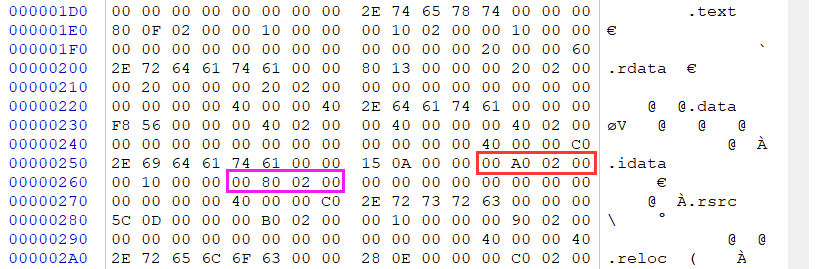 000001D0 00 00 00 00 00 00 00 00 2E 74 65 78 74 00 00 00 .text
000001E0 80 0F 02 00 00 10 00 00 00 10 02 00 00 10 00 00 €
000001F0 00 00 00 00 00 00 00 00 00 00 00 00 20 00 00 60 `
00000200 2E 72 64 61 74 61 00 00 80 13 00 00 00 20 02 00 .rdata €
00000210 00 20 00 00 00 20 02 00 00 00 00 00 00 00 00 00
00000220 00 00 00 00 40 00 00 40 2E 64 61 74 61 00 00 00 @ @.data
00000230 F8 56 00 00 00 40 02 00 00 40 00 00 00 40 02 00 øV @ @ @
00000240 00 00 00 00 00 00 00 00 00 00 00 00 40 00 00 C0 @ À
00000250 2E 69 64 61 74 61 00 00 15 0A 00 00 00 A0 02 00 .idata
00000260 00 10 00 00 00 80 02 00 00 00 00 00 00 00 00 00 €
00000270 00 00 00 00 40 00 00 C0 2E 72 73 72 63 00 00 00 @ À.rsrc
00000280 5C 0D 00 00 00 B0 02 00 00 10 00 00 00 90 02 00 \ °
00000290 00 00 00 00 00 00 00 00 00 00 00 00 40 00 00 40 @ @
000002A0 2E 72 65 6C 6F 63 00 00 28 0E 00 00 00 C0 02 00 .reloc ( À